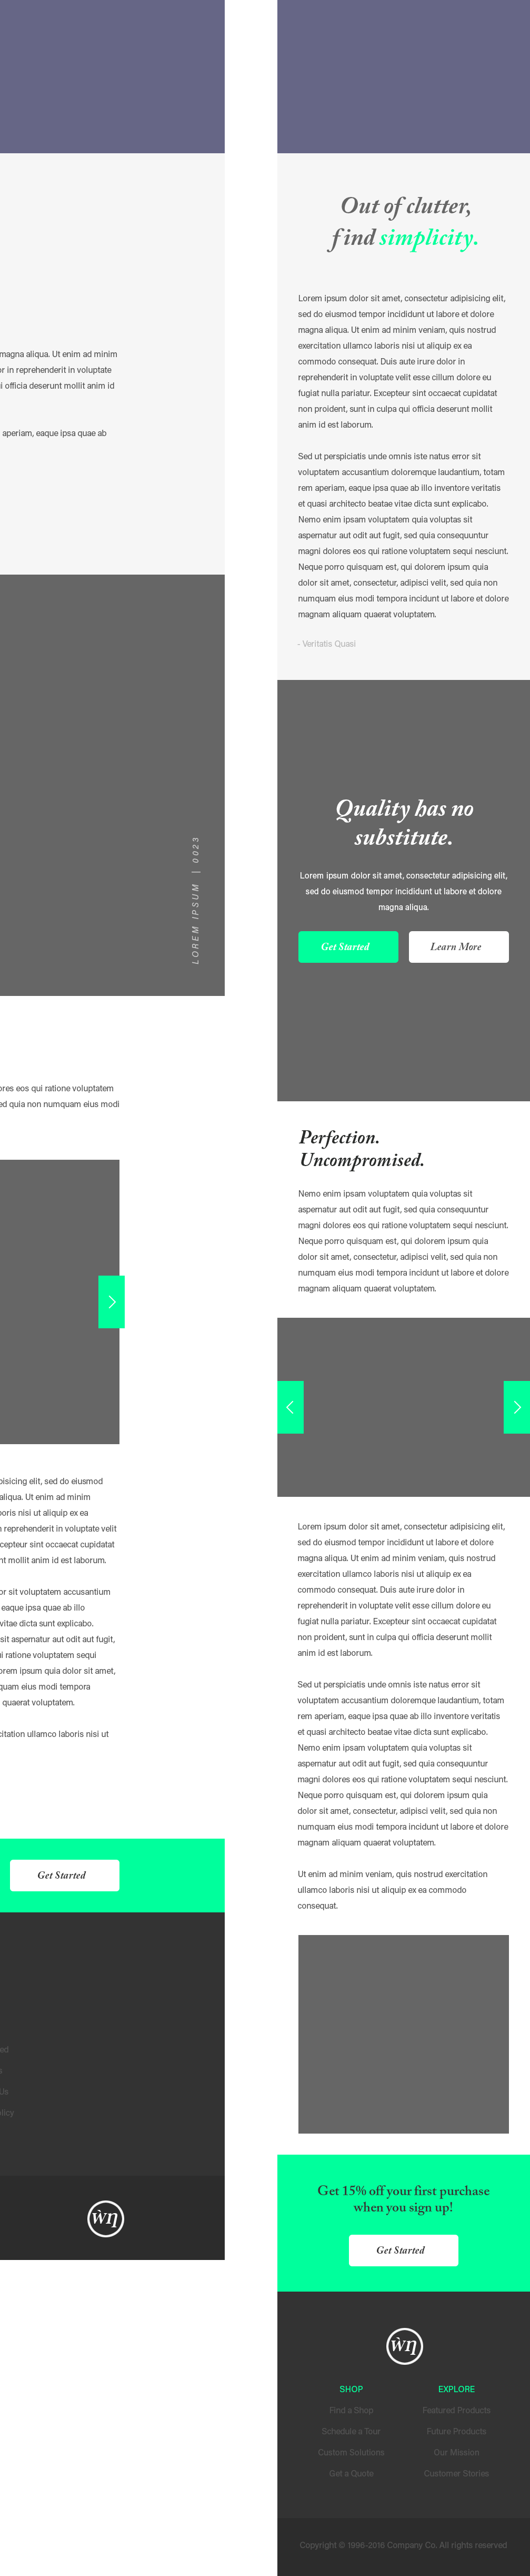 magna aliqua. Ut enim ad minim
or in reprehenderit in voluptate
officia deserunt mollit anim id
aperiam, eaque ipsa quae ab
LOREM IPSUM | 0023
ores eos qui ratione voluptatem
ed quia non numquam eius modi
pisicing elit, sed do eiusmod
aliqua. Ut enim ad minim
boris nisi ut aliquip ex ea
reprehenderit in voluptate velit
cepteur sint occaecat cupidatat
nt mollit anim id est laborum.
or sit voluptatem accusantium
eaque ipsa quae ab illo
vitae dicta sunt explicabo.
sit aspernatur aut odit aut fugit,
ui ratione voluptatem sequi
orem ipsum quia dolor sit amet,
quam eius modi tempora
quaerat voluptatem.
citation ullamco laboris nisi ut
Get Started
ed
Us
olicy
Out of clutter,
find simplicity.
Lorem ipsum dolor sit amet, consectetur adipisicing elit,
sed do eiusmod tempor incididunt ut labore et dolore
magna aliqua. Ut enim ad minim veniam, quis nostrud
exercitation ullamco laboris nisi ut aliquip ex ea
commodo consequat. Duis aute irure dolor in
reprehenderit in voluptate velit esse cillum dolore eu
fugiat nulla pariatur. Excepteur sint occaecat cupidatat
non proident, sunt in culpa qui officia deserunt mollit
anim id est laborum.
Sed ut perspiciatis unde omnis iste natus error sit
voluptatem accusantium doloremque laudantium, totam
rem aperiam, eaque ipsa quae ab illo inventore veritatis
et quasi architecto beatae vitae dicta sunt explicabo.
Nemo enim ipsam voluptatem quia voluptas sit
aspernatur aut odit aut fugit, sed quia consequuntur
magni dolores eos qui ratione voluptatem sequi nesciunt.
Neque porro quisquam est, qui dolorem ipsum quia
dolor sit amet, consectetur, adipisci velit, sed quia non
numquam eius modi tempora incidunt ut labore et dolore
magnam aliquam quaerat voluptatem.
- Veritatis Quasi
Quality has no
substitute.
Lorem ipsum dolor sit amet, consectetur adipisicing elit,
sed do eiusmod tempor incididunt ut labore et dolore
magna aliqua.
Get Started
Learn More
Perfection.
Uncompromised.
Nemo enim ipsam voluptatem quia voluptas sit
aspernatur aut odit aut fugit, sed quia consequuntur
magni dolores eos qui ratione voluptatem sequi nesciunt.
Neque porro quisquam est, qui dolorem ipsum quia
dolor sit amet, consectetur, adipisci velit, sed quia non
numquam eius modi tempora incidunt ut labore et dolore
magnam aliquam quaerat voluptatem.
Lorem ipsum dolor sit amet, consectetur adipisicing elit,
sed do eiusmod tempor incididunt ut labore et dolore
magna aliqua. Ut enim ad minim veniam, quis nostrud
exercitation ullamco laboris nisi ut aliquip ex ea
commodo consequat. Duis aute irure dolor in
reprehenderit in voluptate velit esse cillum dolore eu
fugiat nulla pariatur. Excepteur sint occaecat cupidatat
non proident, sunt in culpa qui officia deserunt mollit
anim id est laborum.
Sed ut perspiciatis unde omnis iste natus error sit
voluptatem accusantium doloremque laudantium, totam
rem aperiam, eaque ipsa quae ab illo inventore veritatis
et quasi architecto beatae vitae dicta sunt explicabo.
Nemo enim ipsam voluptatem quia voluptas sit
aspernatur aut odit aut fugit, sed quia consequuntur
magni dolores eos qui ratione voluptatem sequi nesciunt.
Neque porro quisquam est, qui dolorem ipsum quia
dolor sit amet, consectetur, adipisci velit, sed quia non
numquam eius modi tempora incidunt ut labore et dolore
magnam aliquam quaerat voluptatem.
Ut enim ad minim veniam, quis nostrud exercitation
ullamco laboris nisi ut aliquip ex ea commodo
consequat.
Get 15% off your first purchase
when you sign up!
Get Started
SHOP
Find a Shop
Schedule a Tour
Custom Solutions
Get a Quote
EXPLORE
Featured Products
Future Products
Our Mission
Customer Stories
Copyright © 1996-2016 Company Co. All rights reserved